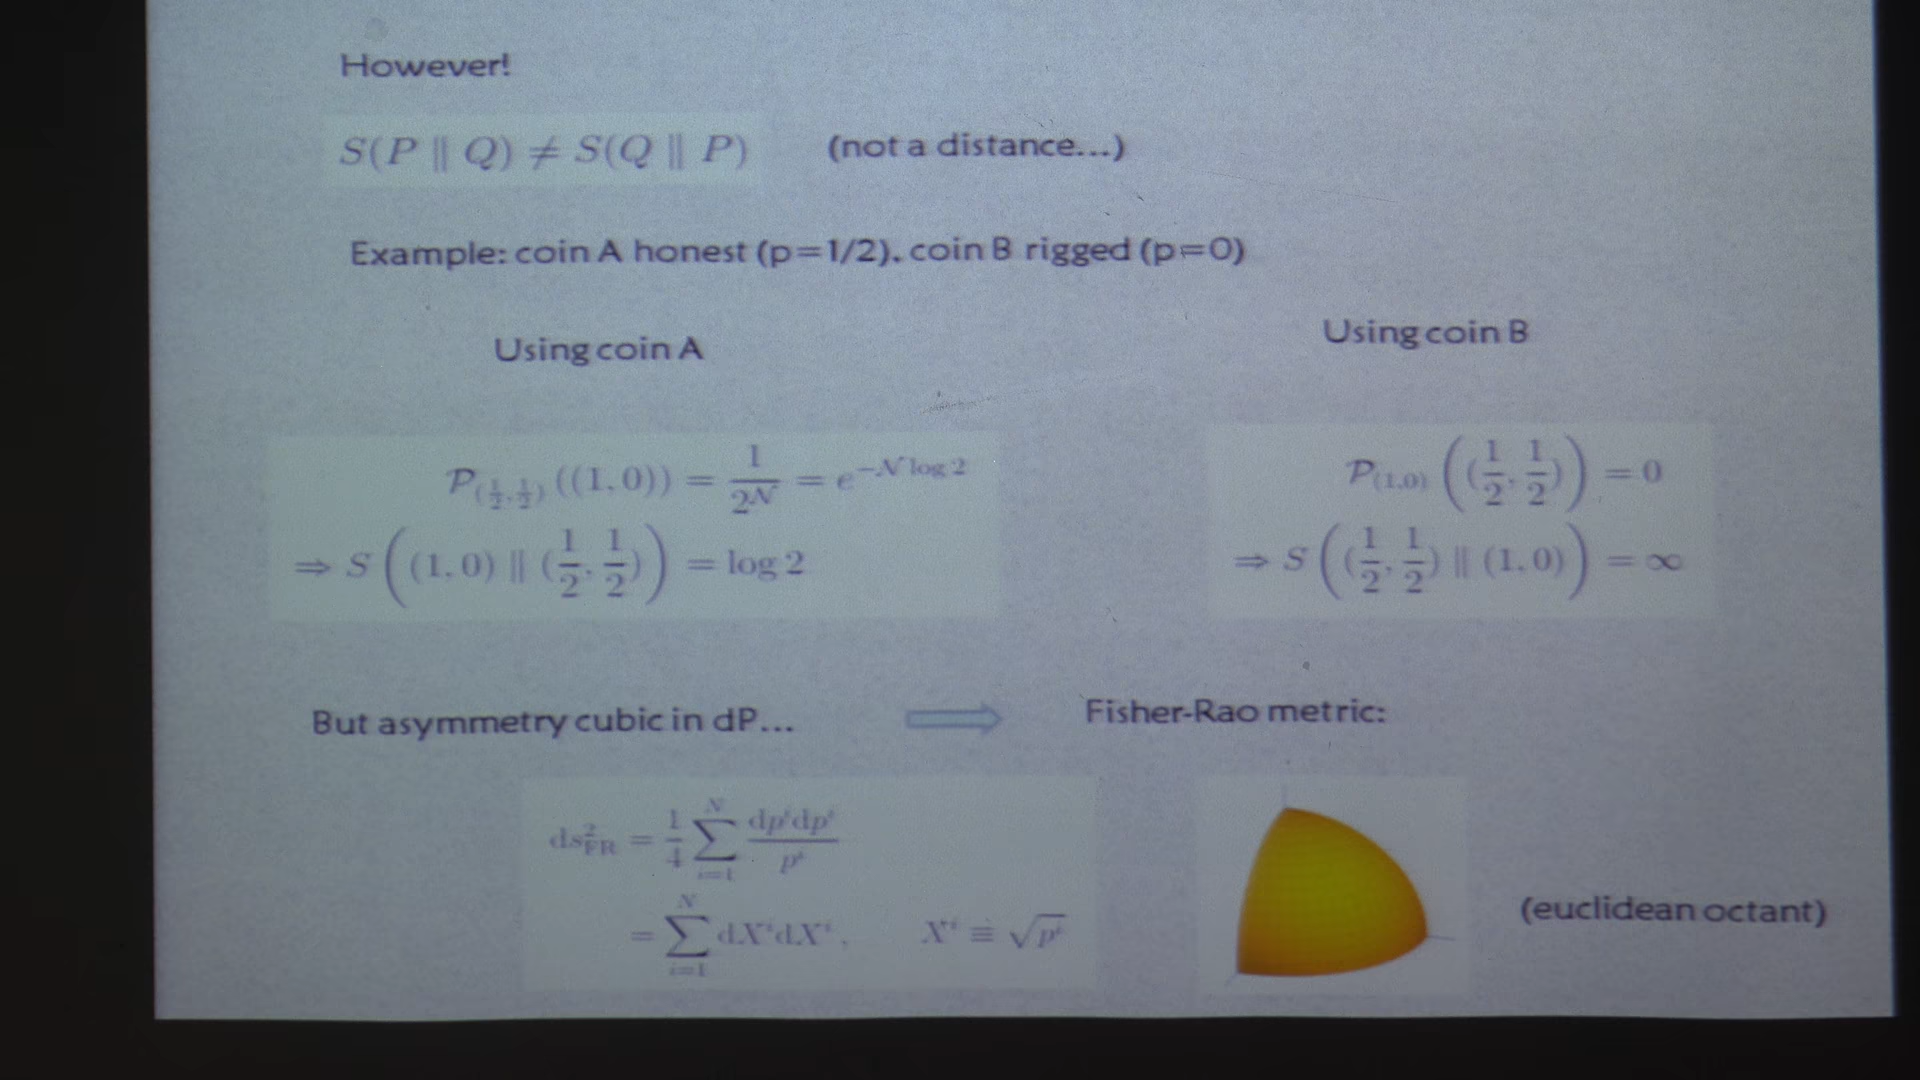 However!
S(P ∥ Q) ≠ S(Q ∥ P) (not a distance...)
Example: coin A honest (p=1/2), coin B rigged (p=0)
Using coin A
Using coin B
𝒫_{(1/2, 1/2)} ((1, 0)) = 1/2^𝒩 = e^{−𝒩 log 2}
⇒ S((1, 0) ∥ (1/2, 1/2)) = log 2
𝒫_{(1,0)} ((1/2, 1/2)) = 0
⇒ S((1/2, 1/2) ∥ (1, 0)) = ∞
But asymmetry cubic in dP...
Fisher-Rao metric:
ds²_{FR} = 1/4 ∑_{i=1}^{N} dp^i dp^i / p^i
= ∑_{i=1}^{N} dX^i dX^i, X^i ≡ √p^i
(euclidean octant)